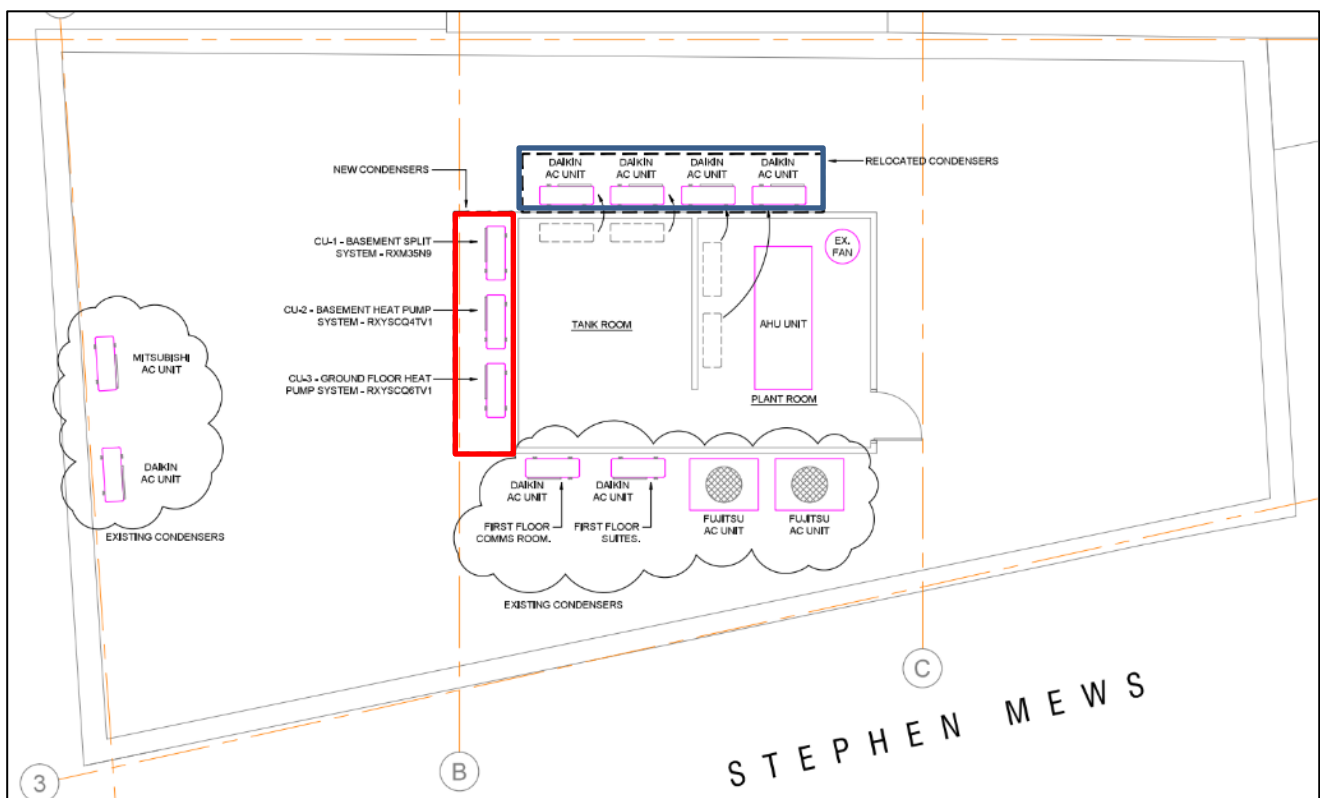 NEW CONDENSERS
DAIKIN
AC UNIT
DAIKIN
AC UNIT
DAIKIN
AC UNIT
DAIKIN
AC UNIT
RELOCATED CONDENSERS
CU-1 - BASEMENT SPLIT
SYSTEM - RXM35N9
CU-2 - BASEMENT HEAT PUMP
SYSTEM - RXYSCQ4TV1
CU-3 - GROUND FLOOR HEAT
PUMP SYSTEM - RXYSCQ6TV1
EX.
FAN
TANK ROOM
AHU UNIT
PLANT ROOM
MITSUBISHI
AC UNIT
DAIKIN
AC UNIT
EXISTING CONDENSERS
DAIKIN
AC UNIT
FIRST FLOOR
COMMS ROOM.
DAIKIN
AC UNIT
FIRST FLOOR
SUITES.
FUJITSU
AC UNIT
FUJITSU
AC UNIT
EXISTING CONDENSERS
C
STEPHEN MEWS
B
3